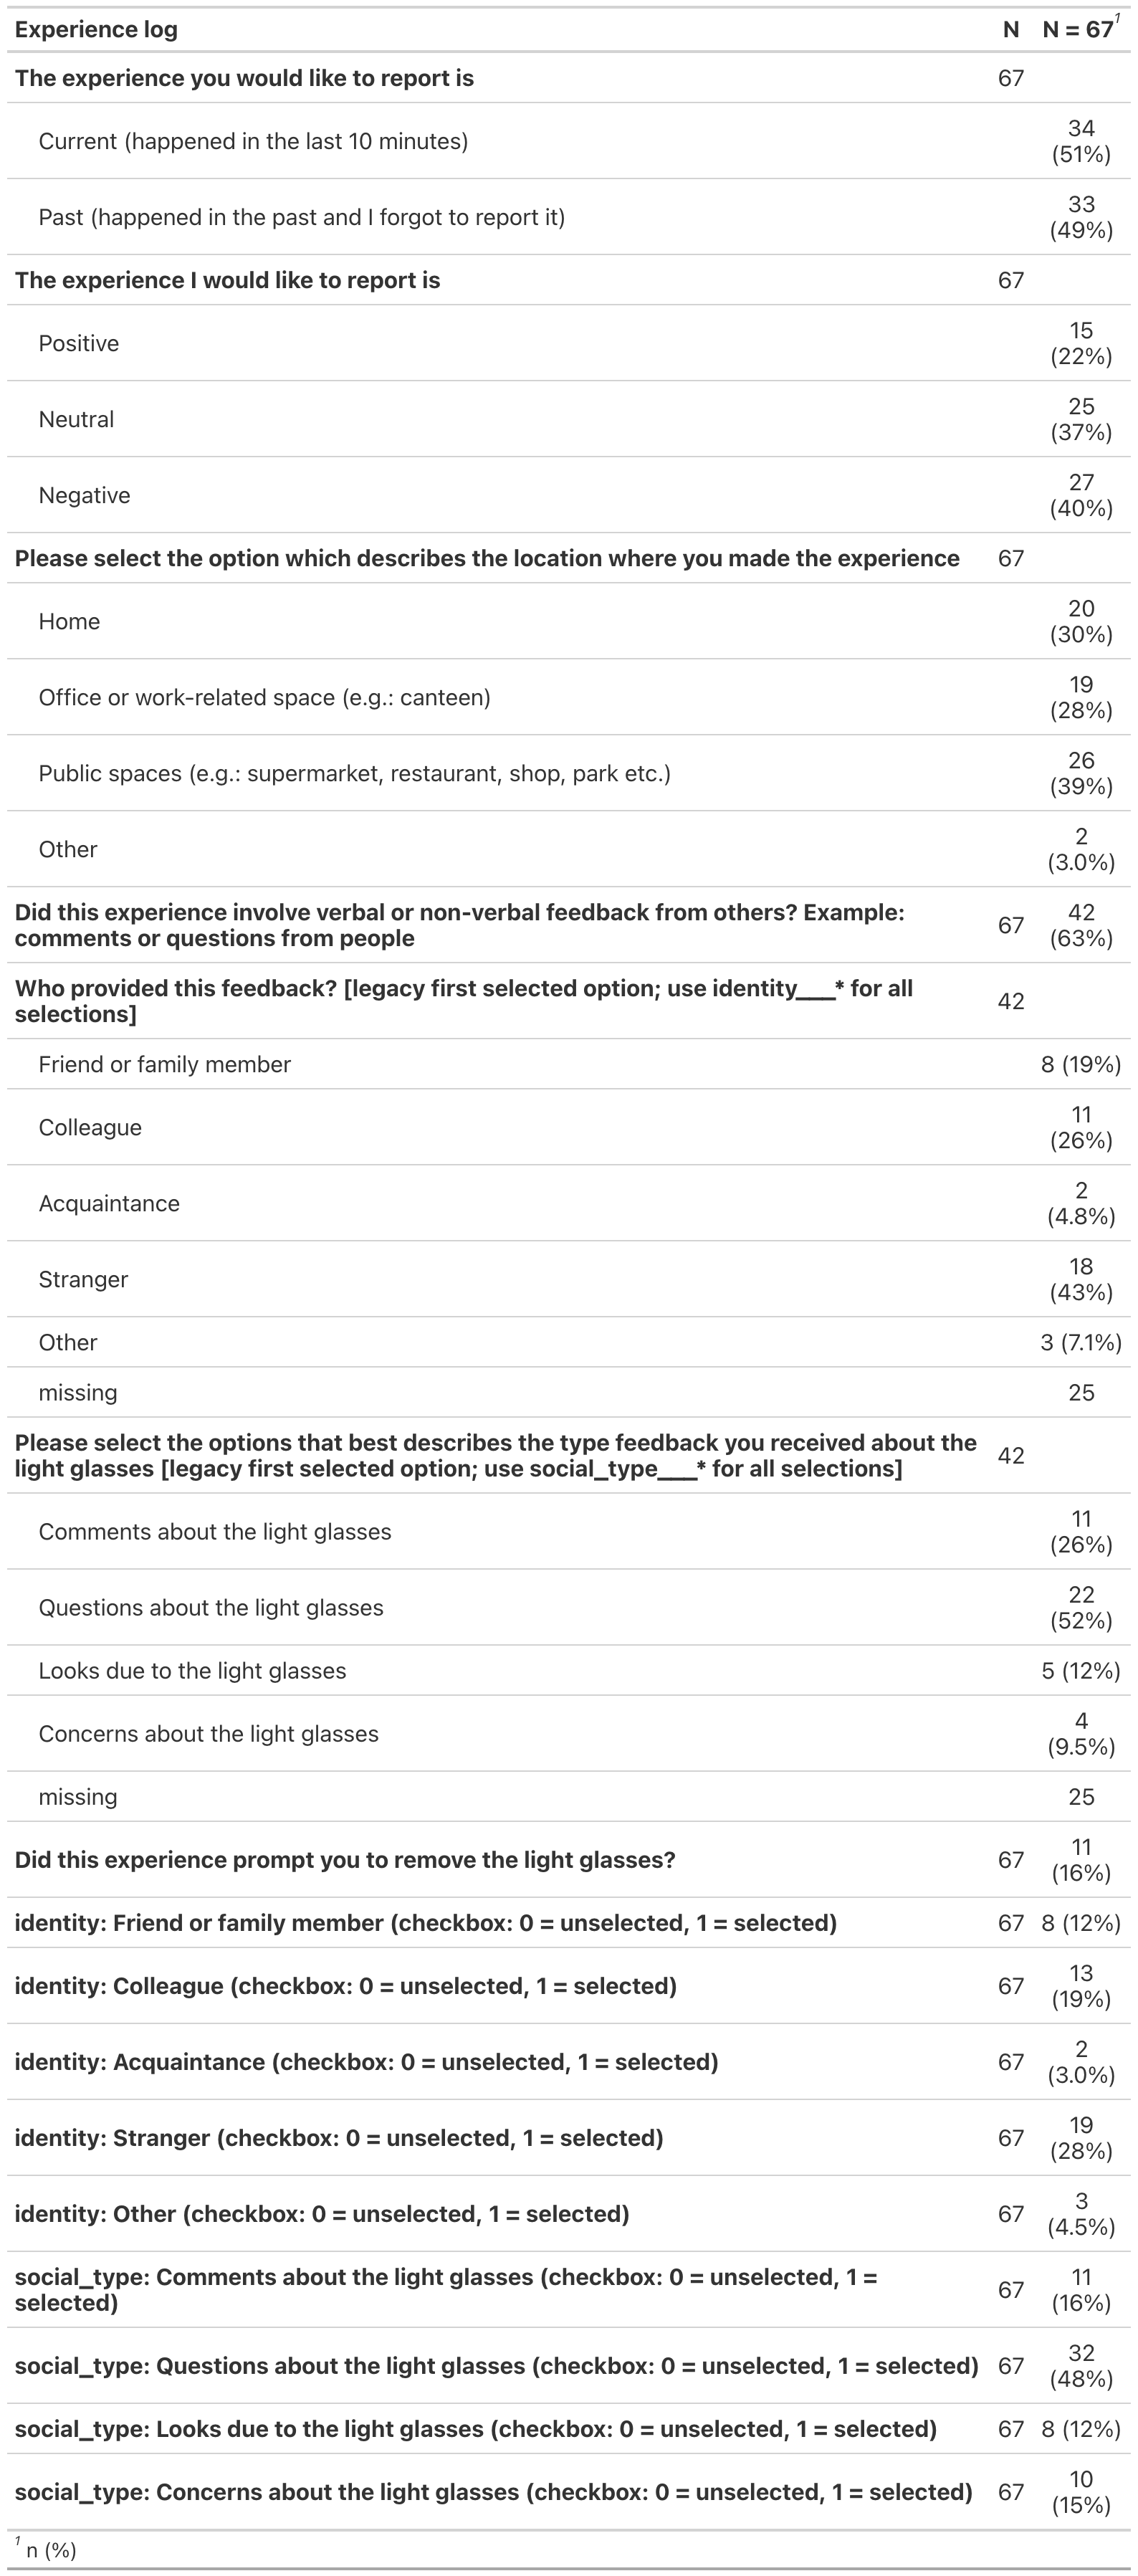 Experience log N N = 67¹
The experience you would like to report is 67
Current (happened in the last 10 minutes) 34 (51%)
Past (happened in the past and I forgot to report it) 33 (49%)
The experience I would like to report is 67
Positive 15 (22%)
Neutral 25 (37%)
Negative 27 (40%)
Please select the option which describes the location where you made the experience 67
Home 20 (30%)
Office or work-related space (e.g.: canteen) 19 (28%)
Public spaces (e.g.: supermarket, restaurant, shop, park etc.) 26 (39%)
Other 2 (3.0%)
Did this experience involve verbal or non-verbal feedback from others? Example:
comments or questions from people 67 42 (63%)
Who provided this feedback? [legacy first selected option; use identity___* for all
selections] 42
Friend or family member 8 (19%)
Colleague 11 (26%)
Acquaintance 2 (4.8%)
Stranger 18 (43%)
Other 3 (7.1%)
missing 25
Please select the options that best describes the type feedback you received about the
light glasses [legacy first selected option; use social_type___* for all selections] 42
Comments about the light glasses 11 (26%)
Questions about the light glasses 22 (52%)
Looks due to the light glasses 5 (12%)
Concerns about the light glasses 4 (9.5%)
missing 25
Did this experience prompt you to remove the light glasses? 67 11 (16%)
identity: Friend or family member (checkbox: 0 = unselected, 1 = selected) 67 8 (12%)
identity: Colleague (checkbox: 0 = unselected, 1 = selected) 67 13 (19%)
identity: Acquaintance (checkbox: 0 = unselected, 1 = selected) 67 2 (3.0%)
identity: Stranger (checkbox: 0 = unselected, 1 = selected) 67 19 (28%)
identity: Other (checkbox: 0 = unselected, 1 = selected) 67 3 (4.5%)
social_type: Comments about the light glasses (checkbox: 0 = unselected, 1 =
selected) 67 11 (16%)
social_type: Questions about the light glasses (checkbox: 0 = unselected, 1 = selected) 67 32 (48%)
social_type: Looks due to the light glasses (checkbox: 0 = unselected, 1 = selected) 67 8 (12%)
social_type: Concerns about the light glasses (checkbox: 0 = unselected, 1 = selected) 67 10 (15%)
¹ n (%)